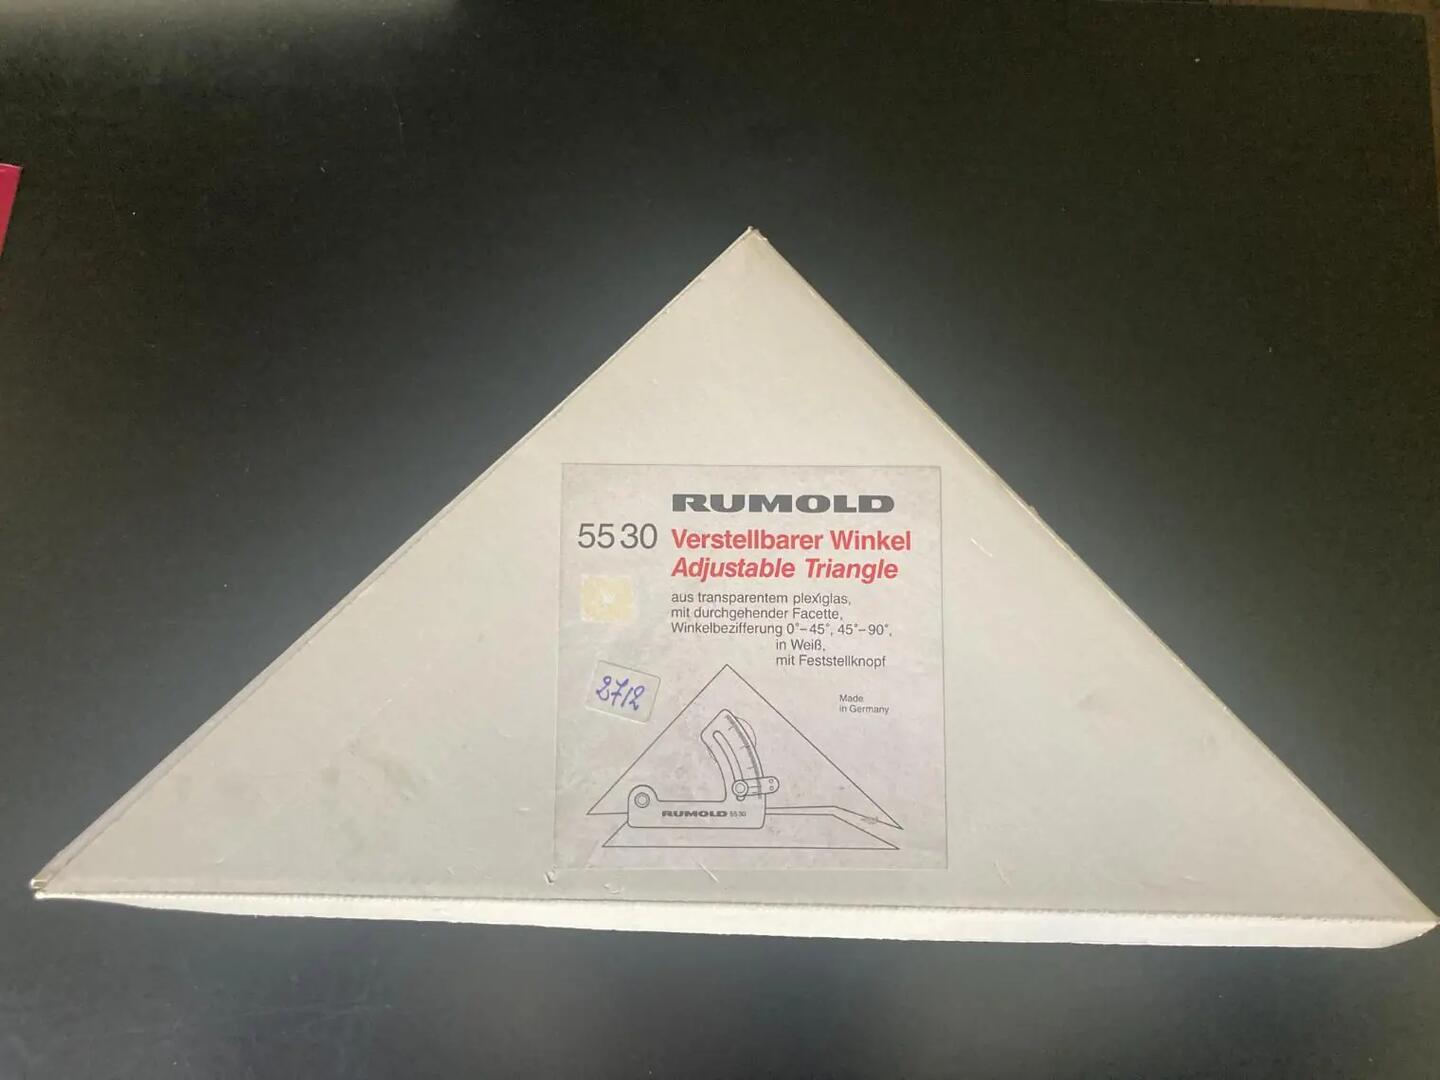 RUMOLD
5530 Verstellbarer Winkel
Adjustable Triangle
aus transparentem plexiglas,
mit durchgehender Facette,
Winkelbezifferung 0°–45°, 45°–90°,
in Weiß,
mit Feststellknopf
Made
in Germany
2712
RUMOLD 5530